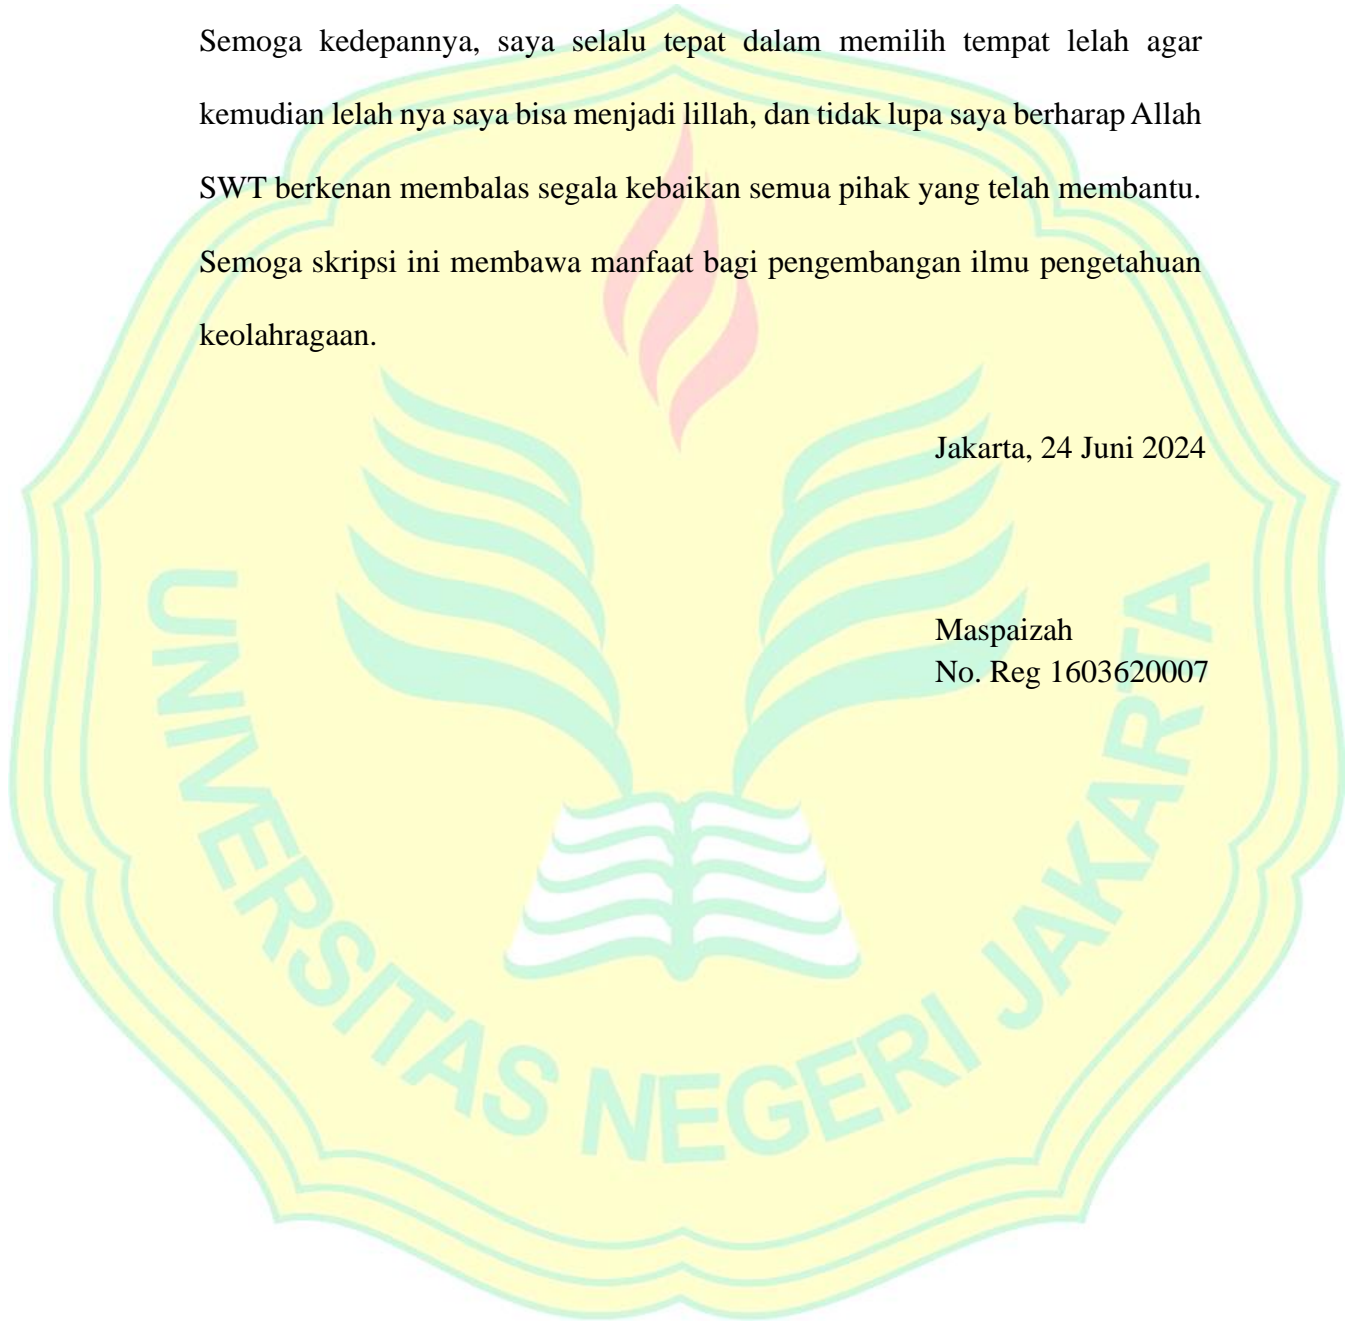 Semoga kedepannya, saya selalu tepat dalam memilih tempat lelah agar
kemudian lelah nya saya bisa menjadi lillah, dan tidak lupa saya berharap Allah
SWT berkenan membalas segala kebaikan semua pihak yang telah membantu.
Semoga skripsi ini membawa manfaat bagi pengembangan ilmu pengetahuan
keolahragaan.
Jakarta, 24 Juni 2024
Maspaizah
No. Reg 1603620007
UNIVERSITAS NEGERI JAKARTA